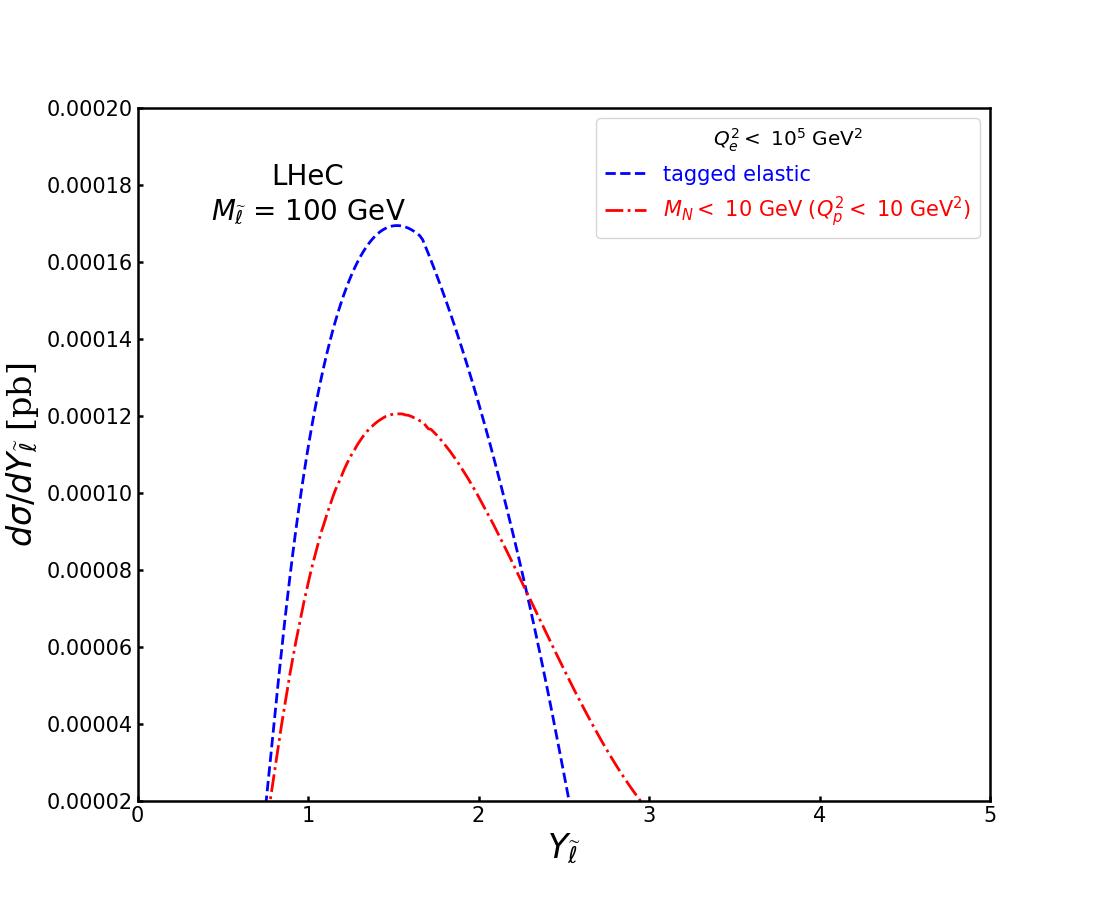 0.00020
0.00018
0.00016
0.00014
0.00012
0.00010
0.00008
0.00006
0.00004
0.00002
0 1 2 3 4 5
dσ/dY_ℓ̃ [pb]
Y_ℓ̃
LHeC
M_ℓ̃ = 100 GeV
Q_e^2 < 10^5 GeV^2
tagged elastic
M_N < 10 GeV (Q_p^2 < 10 GeV^2)